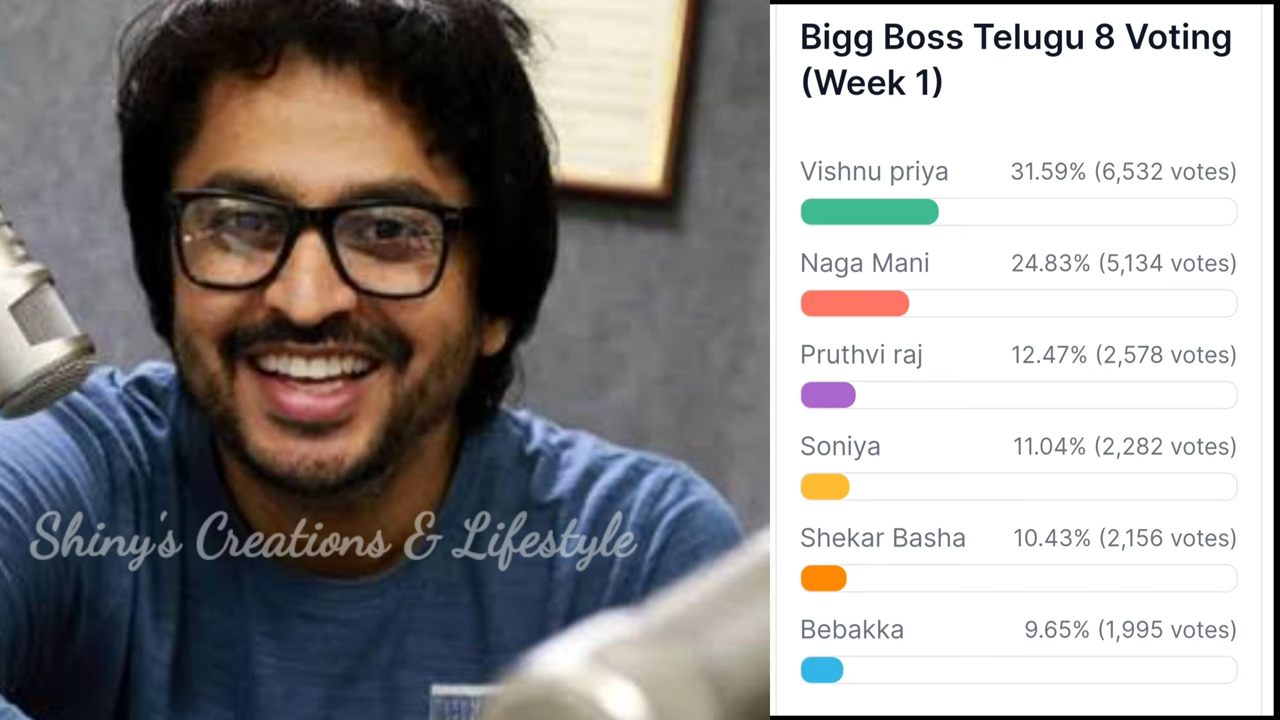 Shiny's Creations & Lifestyle
Bigg Boss Telugu 8 Voting
(Week 1)
Vishnu priya 31.59% (6,532 votes)
Naga Mani 24.83% (5,134 votes)
Pruthvi raj 12.47% (2,578 votes)
Soniya 11.04% (2,282 votes)
Shekar Basha 10.43% (2,156 votes)
Bebakka 9.65% (1,995 votes)